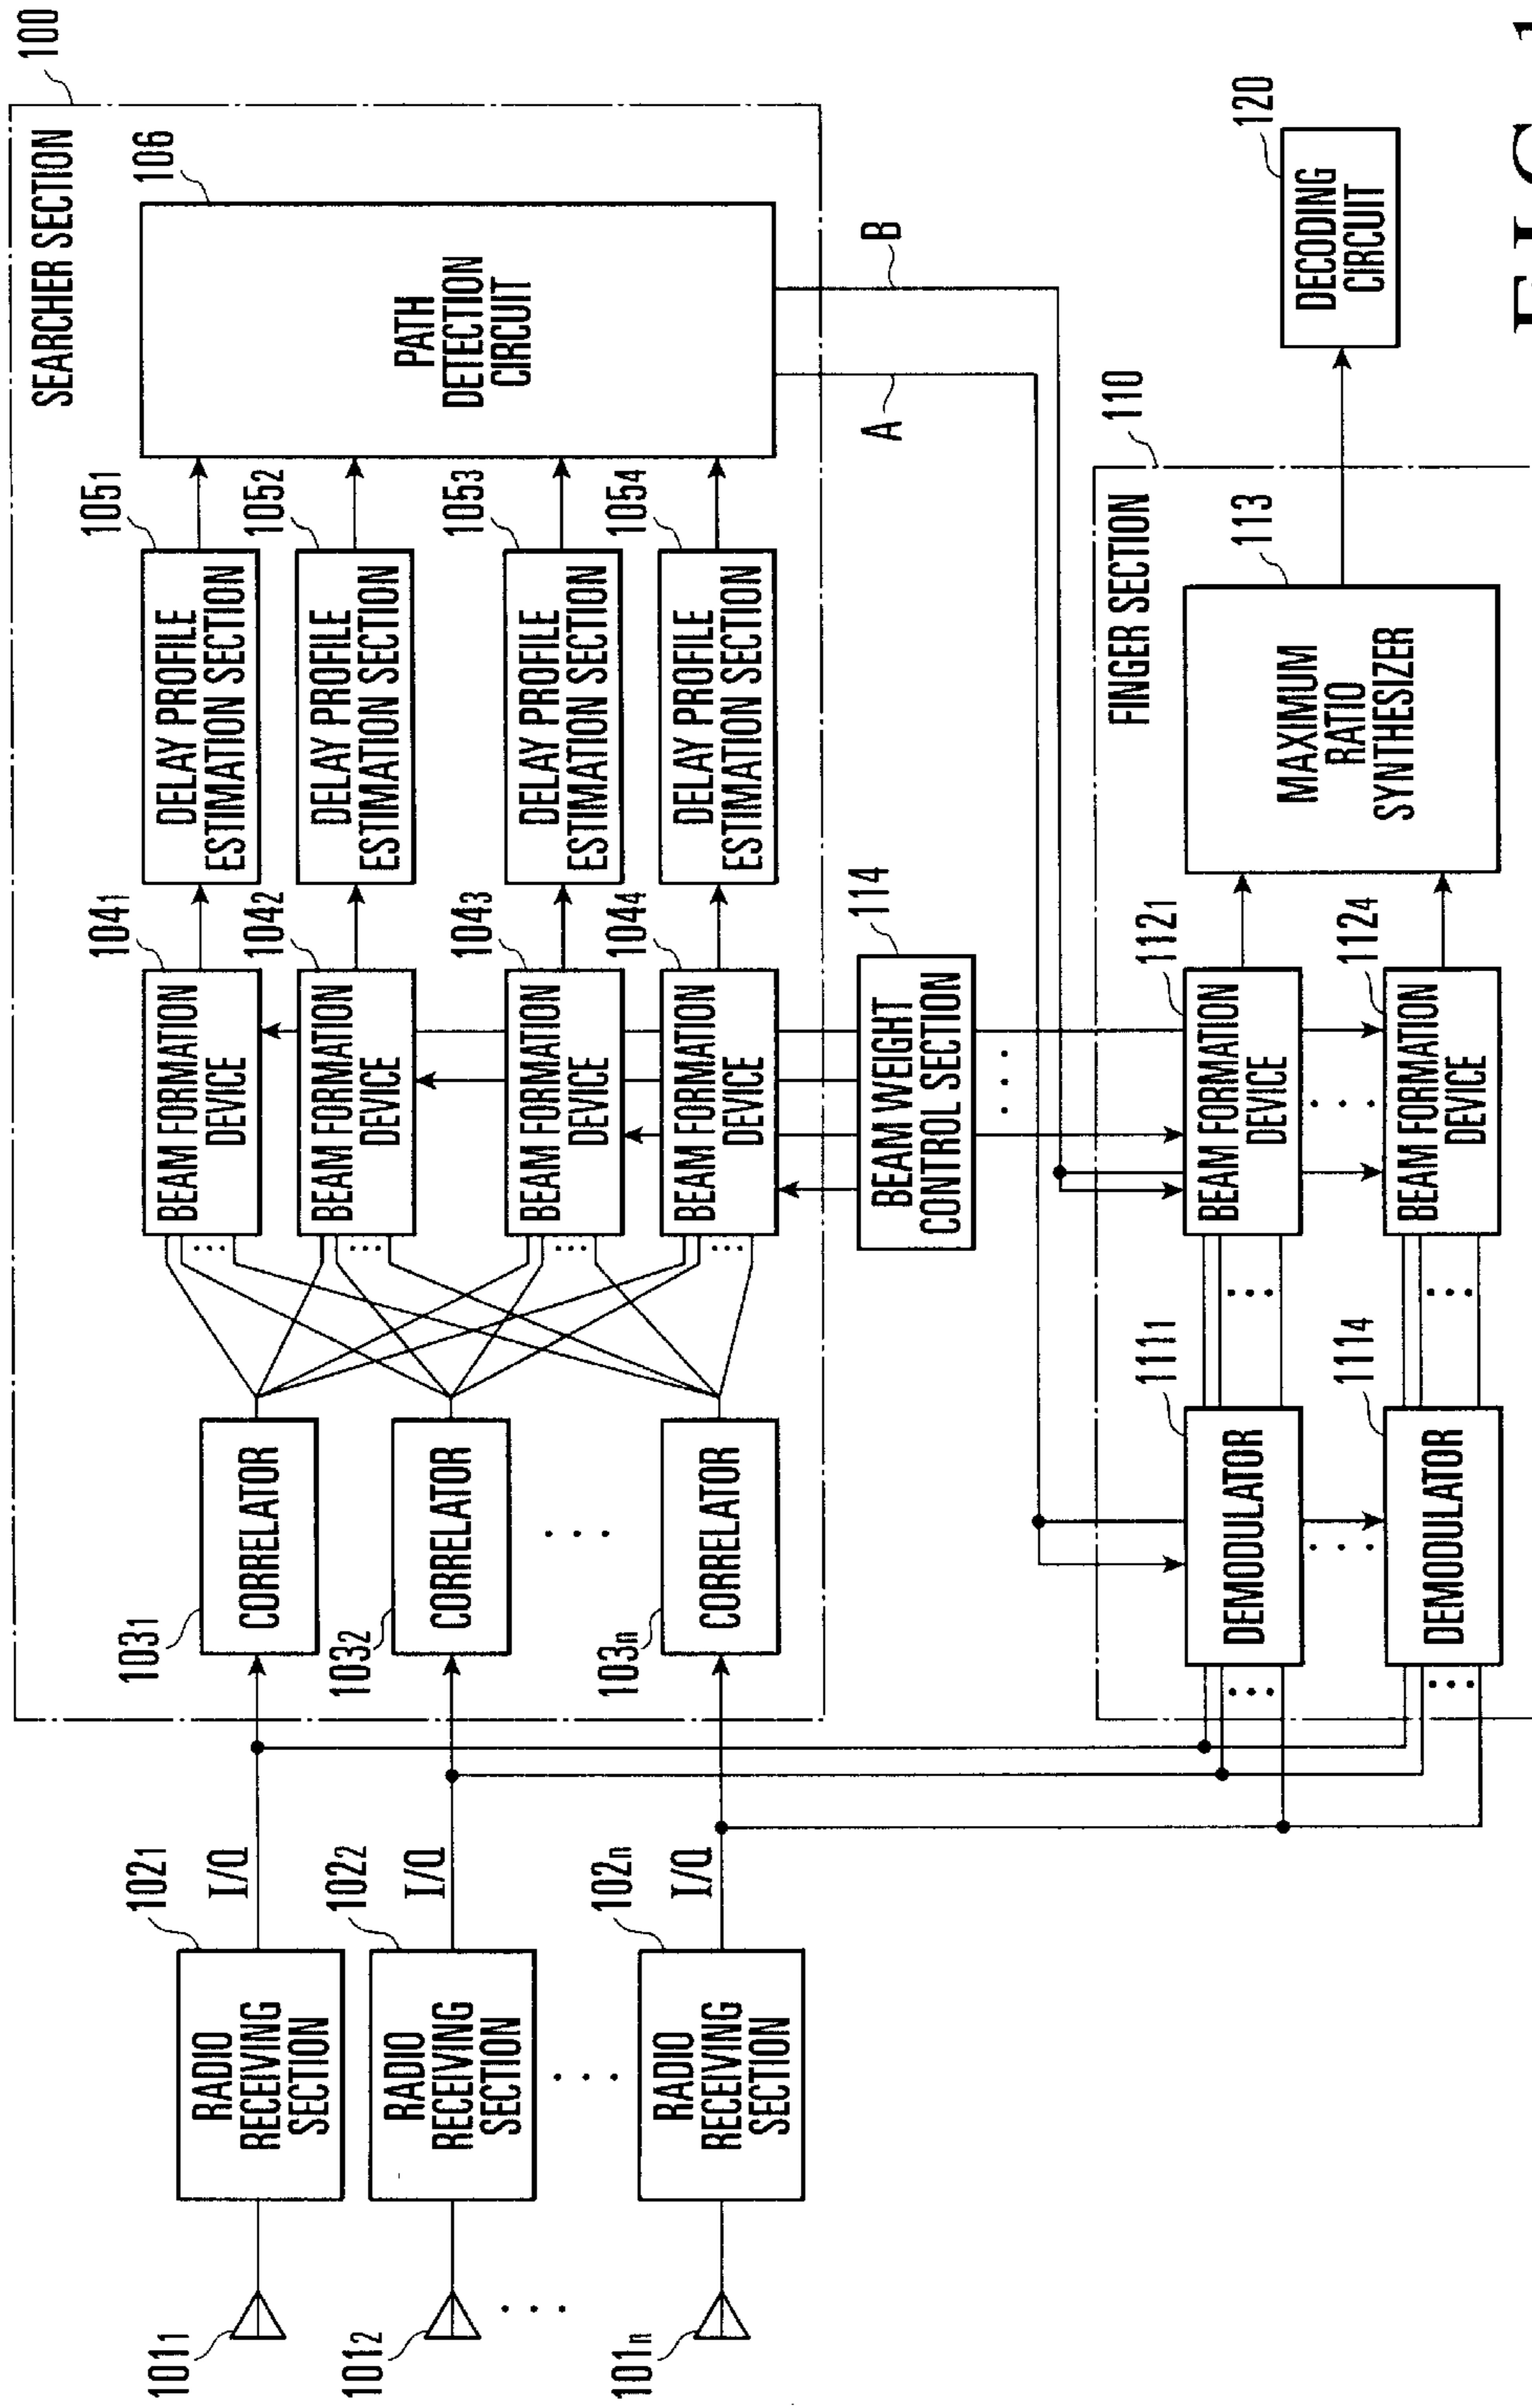 100
SEARCHER SECTION
101₁
RADIO
RECEIVING
SECTION
102₁
I/Q
103₁
CORRELATOR
104₁
BEAM FORMATION
DEVICE
105₁
DELAY PROFILE
ESTIMATION SECTION
106
PATH
DETECTION
CIRCUIT
101₂
RADIO
RECEIVING
SECTION
102₂
I/Q
103₂
CORRELATOR
104₂
BEAM FORMATION
DEVICE
105₂
DELAY PROFILE
ESTIMATION SECTION
104₃
BEAM FORMATION
DEVICE
105₃
DELAY PROFILE
ESTIMATION SECTION
101n
RADIO
RECEIVING
SECTION
102n
I/Q
103n
CORRELATOR
104₄
BEAM FORMATION
DEVICE
105₄
DELAY PROFILE
ESTIMATION SECTION
A
B
114
BEAM WEIGHT
CONTROL SECTION
110
FINGER SECTION
111₁
DEMODULATOR
112₁
BEAM FORMATION
DEVICE
113
MAXIMUM
RATIO
SYNTHESIZER
120
DECODING
CIRCUIT
111₄
DEMODULATOR
112₄
BEAM FORMATION
DEVICE